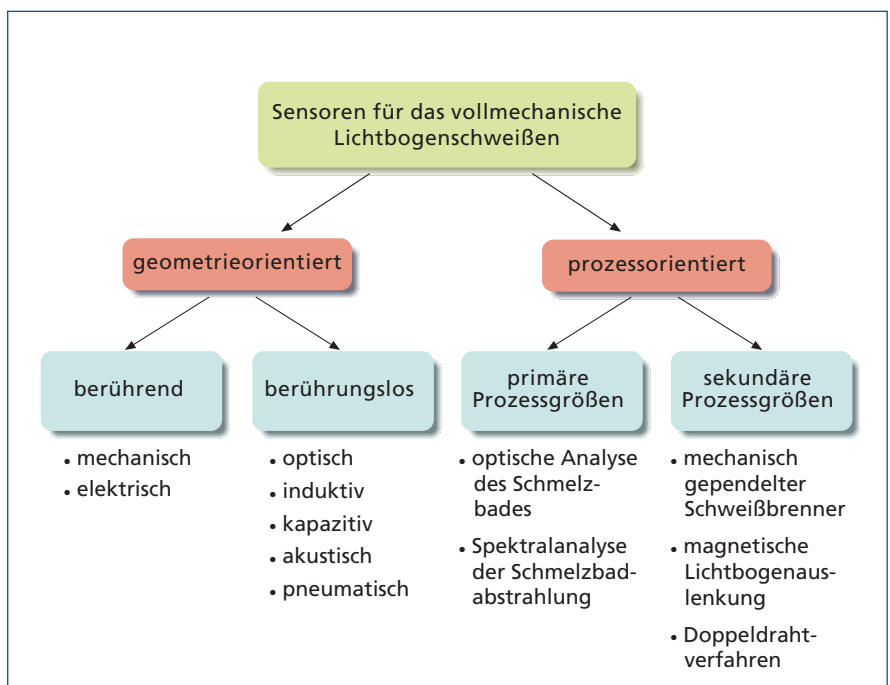 Sensoren für das vollmechanische
Lichtbogenschweißen
geometrieorientiert
prozessorientiert
berührend
berührungslos
primäre
Prozessgrößen
sekundäre
Prozessgrößen
• mechanisch
• elektrisch
• optisch
• induktiv
• kapazitiv
• akustisch
• pneumatisch
• optische Analyse
des Schmelz-
bades
• Spektralanalyse
der Schmelzbad-
abstrahlung
• mechanisch
gependelter
Schweißbrenner
• magnetische
Lichtbogenaus-
lenkung
• Doppeldraht-
verfahren